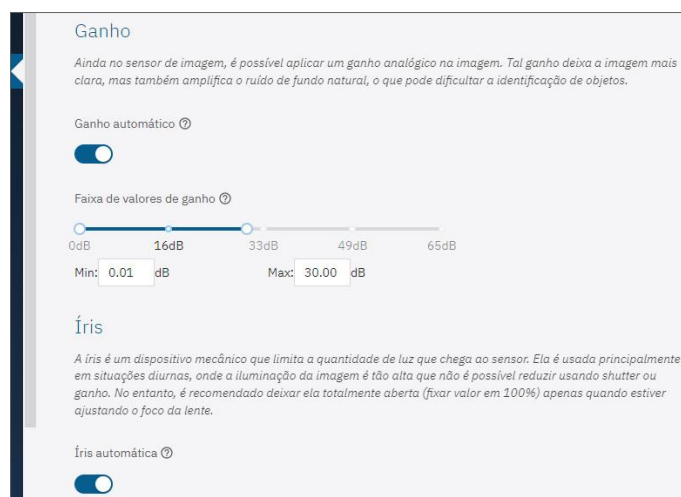 Ganho
Ainda no sensor de imagem, é possível aplicar um ganho analógico na imagem. Tal ganho deixa a imagem mais
clara, mas também amplifica o ruído de fundo natural, o que pode dificultar a identificação de objetos.
Ganho automático ?
Faixa de valores de ganho ?
0dB 16dB 33dB 49dB 65dB
Min: 0.01 dB Max: 30.00 dB
Íris
A íris é um dispositivo mecânico que limita a quantidade de luz que chega ao sensor. Ela é usada principalmente
em situações diurnas, onde a iluminação da imagem é tão alta que não é possível reduzir usando shutter ou
ganho. No entanto, é recomendado deixar ela totalmente aberta (fixar valor em 100%) apenas quando estiver
ajustando o foco da lente.
Íris automática ?